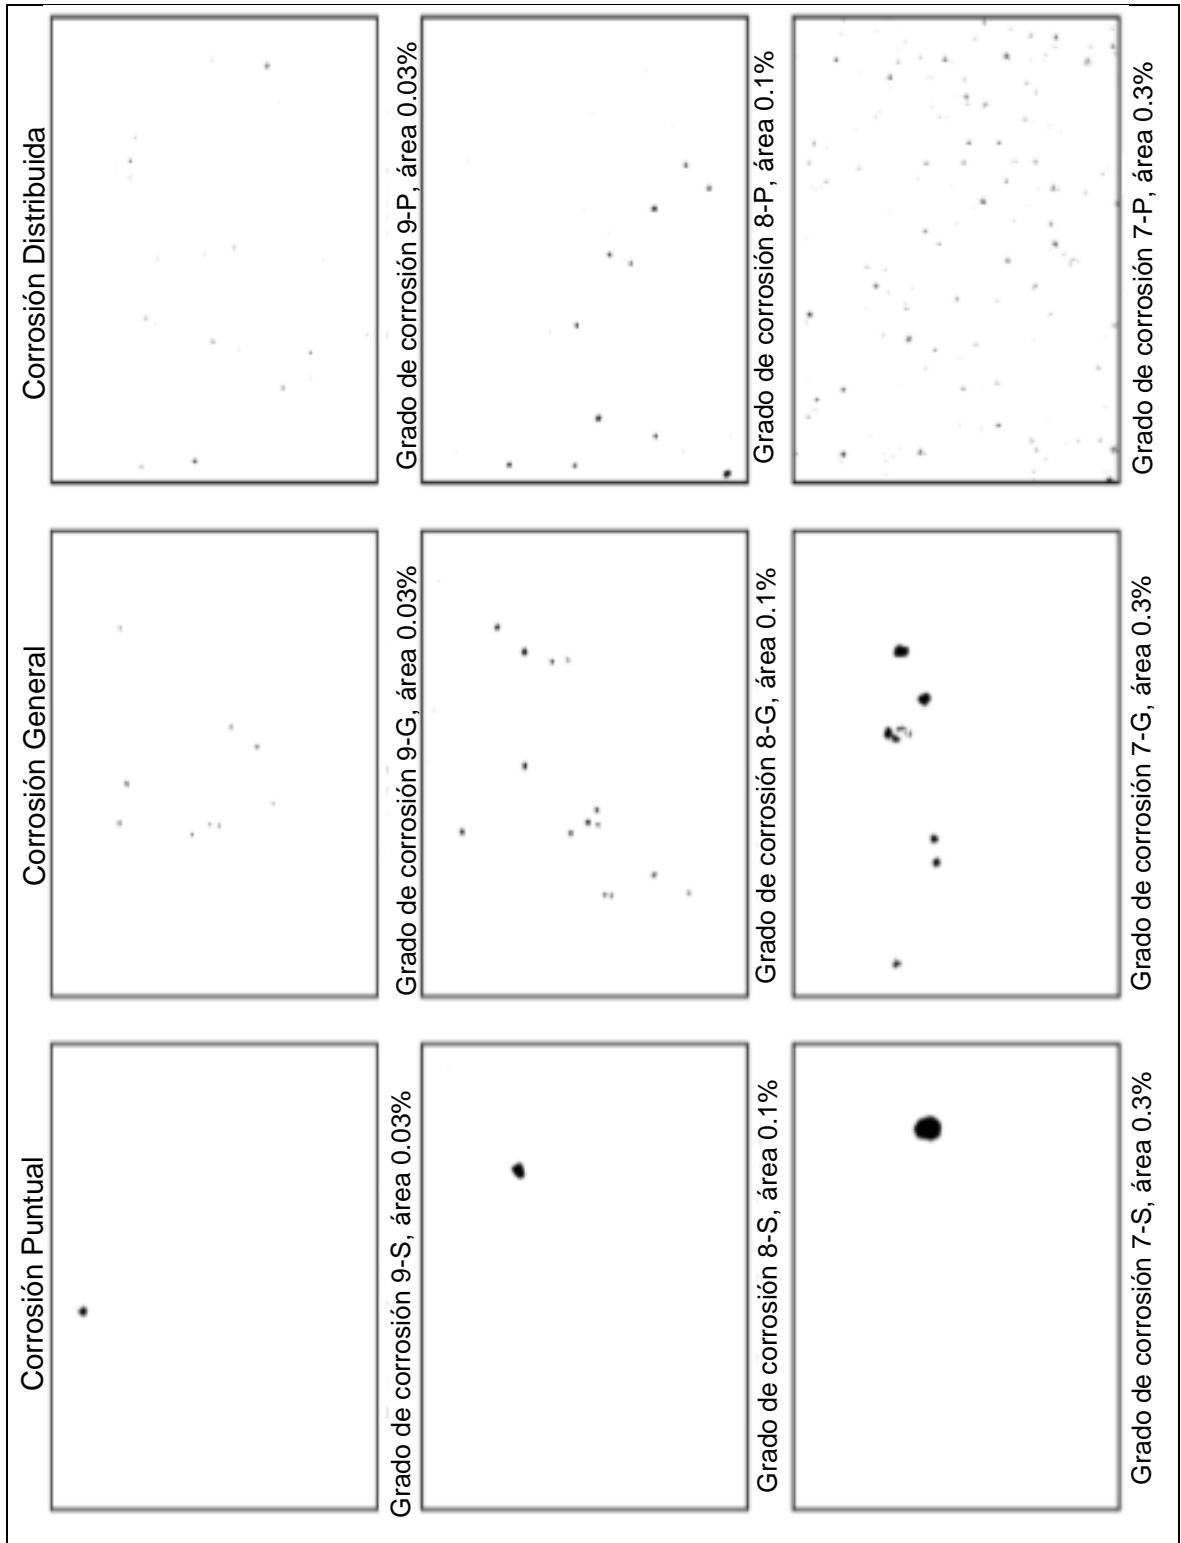 Corrosión Puntual
Corrosión General
Corrosión Distribuida
Grado de corrosión 9-S, área 0.03%
Grado de corrosión 9-G, área 0.03%
Grado de corrosión 9-P, área 0.03%
Grado de corrosión 8-S, área 0.1%
Grado de corrosión 8-G, área 0.1%
Grado de corrosión 8-P, área 0.1%
Grado de corrosión 7-S, área 0.3%
Grado de corrosión 7-G, área 0.3%
Grado de corrosión 7-P, área 0.3%